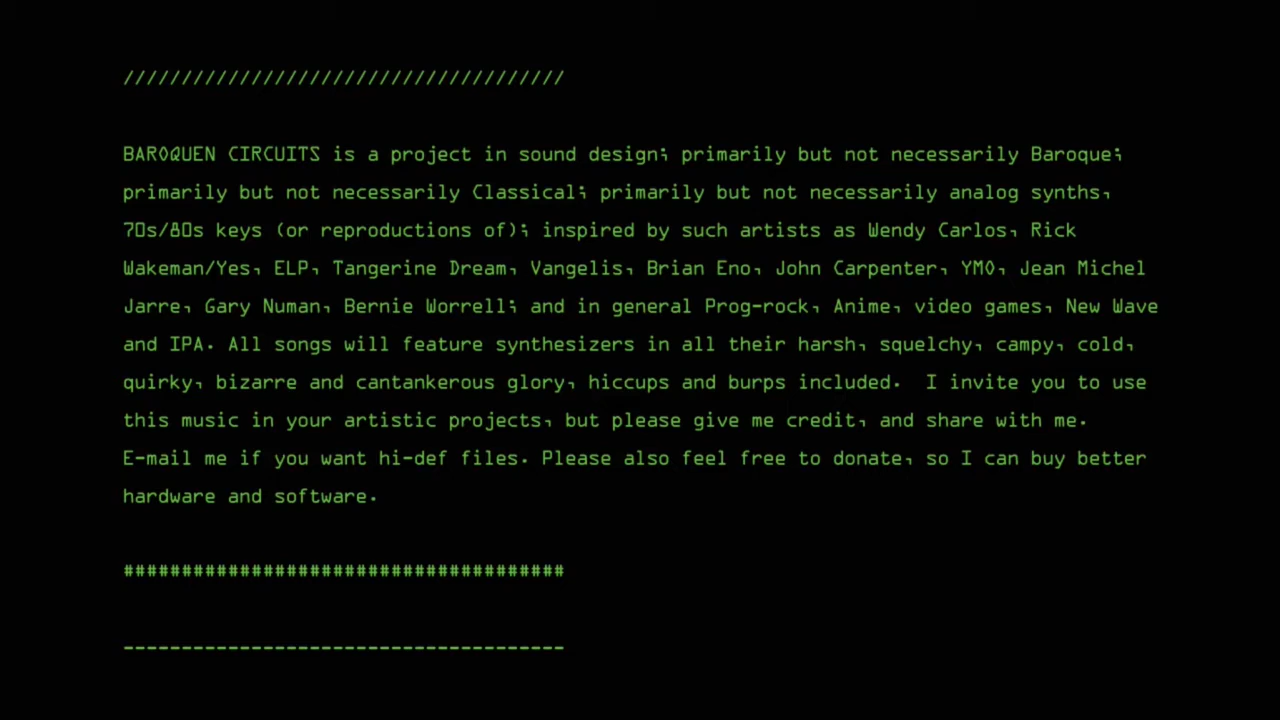 //////////////////////////////////////
BAROQUEN CIRCUITS is a project in sound design; primarily but not necessarily Baroque;
primarily but not necessarily Classical; primarily but not necessarily analog synths,
70s/80s keys (or reproductions of); inspired by such artists as Wendy Carlos, Rick
Wakeman/Yes, ELP, Tangerine Dream, Vangelis, Brian Eno, John Carpenter, YMO, Jean Michel
Jarre, Gary Numan, Bernie Worrell; and in general Prog-rock, Anime, video games, New Wave
and IPA. All songs will feature synthesizers in all their harsh, squelchy, campy, cold,
quirky, bizarre and cantankerous glory, hiccups and burps included.  I invite you to use
this music in your artistic projects, but please give me credit, and share with me.
E-mail me if you want hi-def files. Please also feel free to donate, so I can buy better
hardware and software.
######################################
--------------------------------------